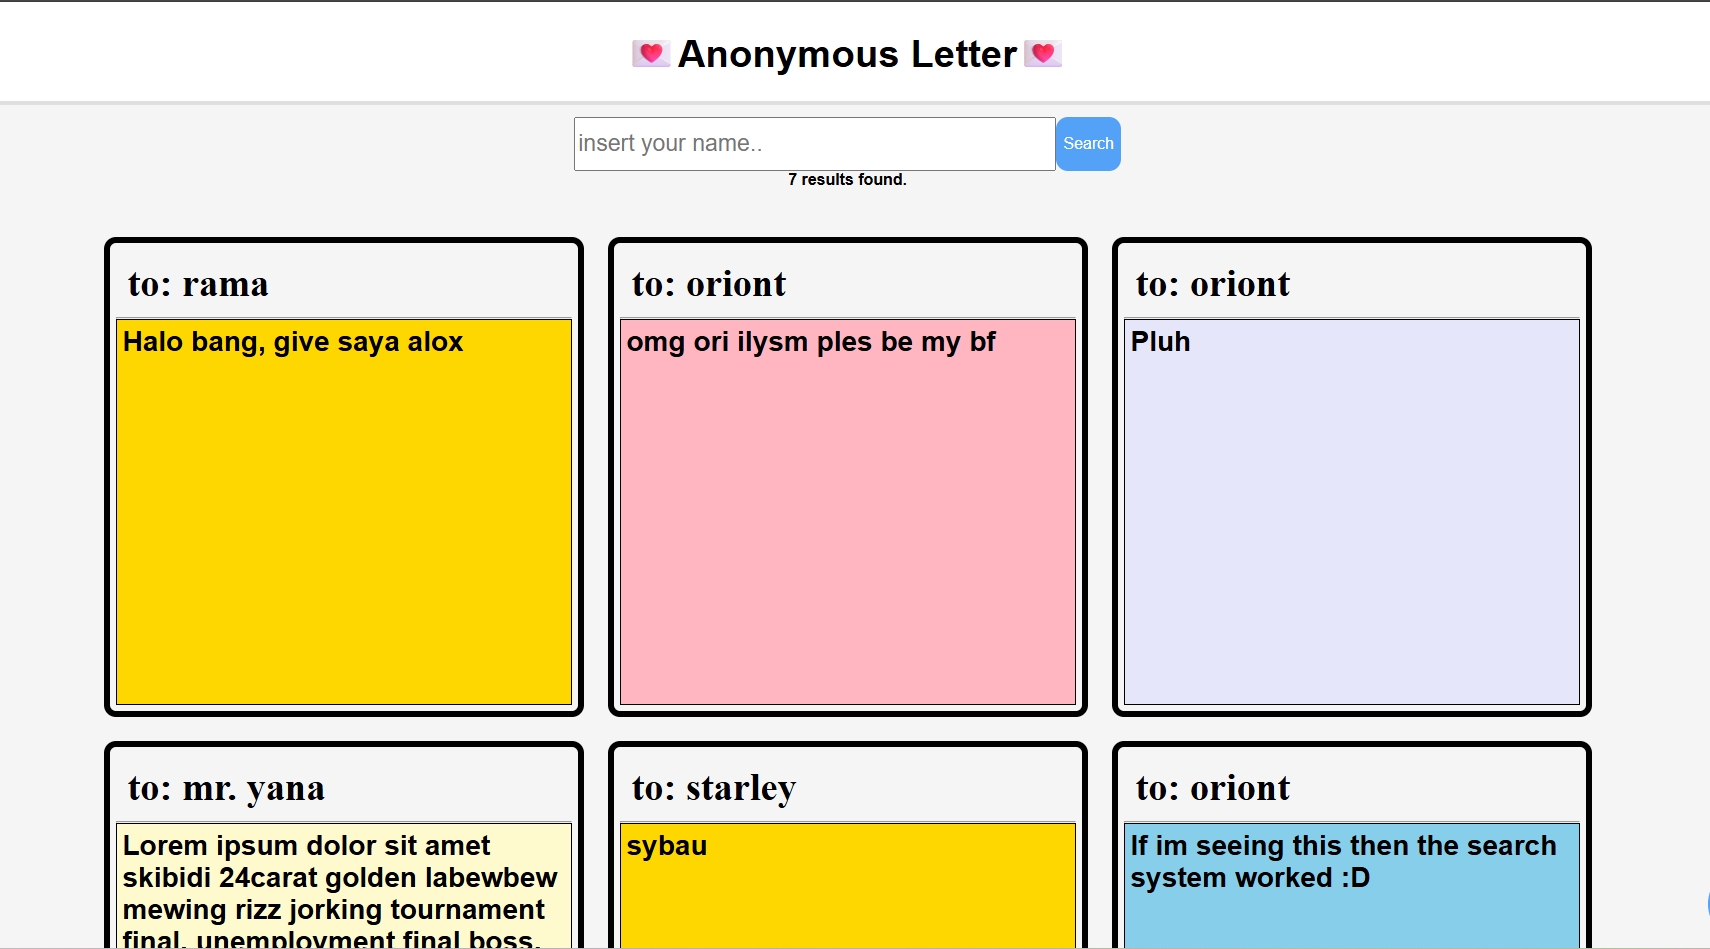 Anonymous Letter
insert your name..
Search
7 results found.
to: rama
Halo bang, give saya alox
to: oriont
omg ori ilysm ples be my bf
to: oriont
Pluh
to: mr. yana
Lorem ipsum dolor sit amet
skibidi 24carat golden labewbew
mewing rizz jorking tournament
final, unemployment final boss,
to: starley
sybau
to: oriont
If im seeing this then the search
system worked :D